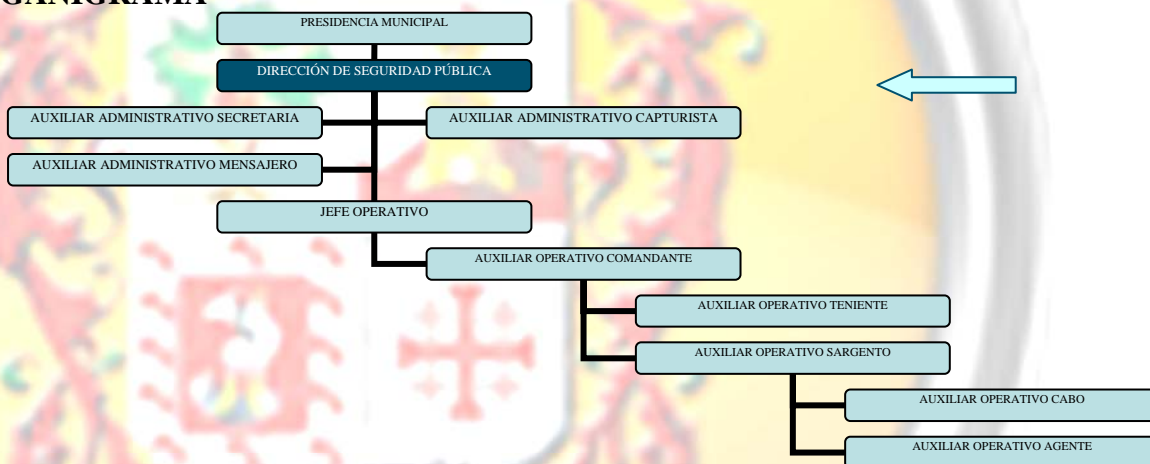 PRESIDENCIA MUNICIPAL
DIRECCIÓN DE SEGURIDAD PÚBLICA
AUXILIAR ADMINISTRATIVO SECRETARIA
AUXILIAR ADMINISTRATIVO CAPTURISTA
AUXILIAR ADMINISTRATIVO MENSAJERO
JEFE OPERATIVO
AUXILIAR OPERATIVO COMANDANTE
AUXILIAR OPERATIVO TENIENTE
AUXILIAR OPERATIVO SARGENTO
AUXILIAR OPERATIVO CABO
AUXILIAR OPERATIVO AGENTE